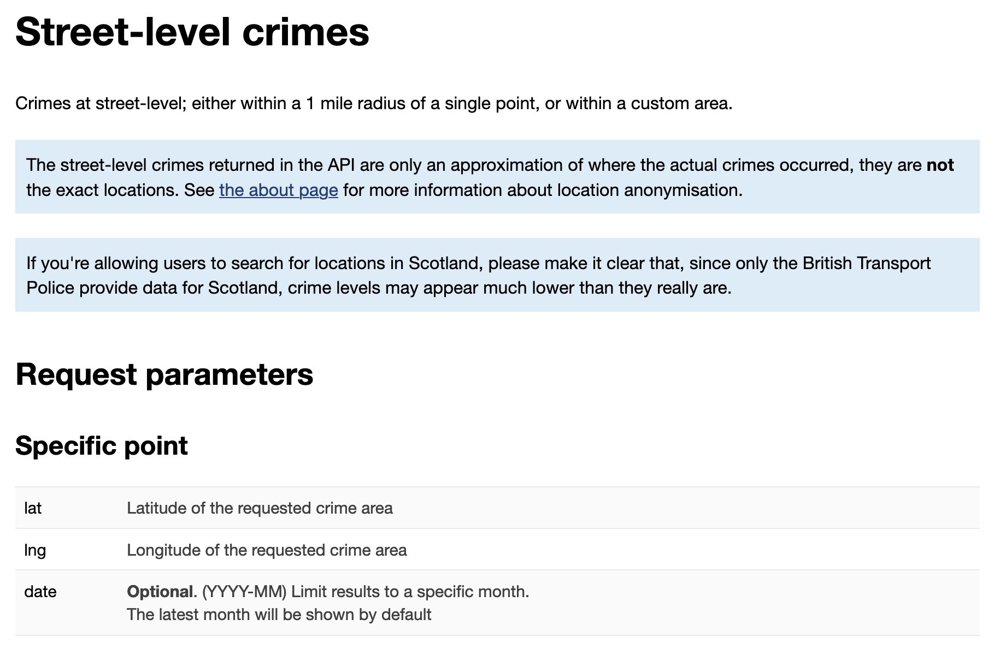 Street-level crimes
Crimes at street-level; either within a 1 mile radius of a single point, or within a custom area.
The street-level crimes returned in the API are only an approximation of where the actual crimes occurred, they are not
the exact locations. See the about page for more information about location anonymisation.
If you're allowing users to search for locations in Scotland, please make it clear that, since only the British Transport
Police provide data for Scotland, crime levels may appear much lower than they really are.
Request parameters
Specific point
lat Latitude of the requested crime area
lng Longitude of the requested crime area
date Optional. (YYYY-MM) Limit results to a specific month.
The latest month will be shown by default